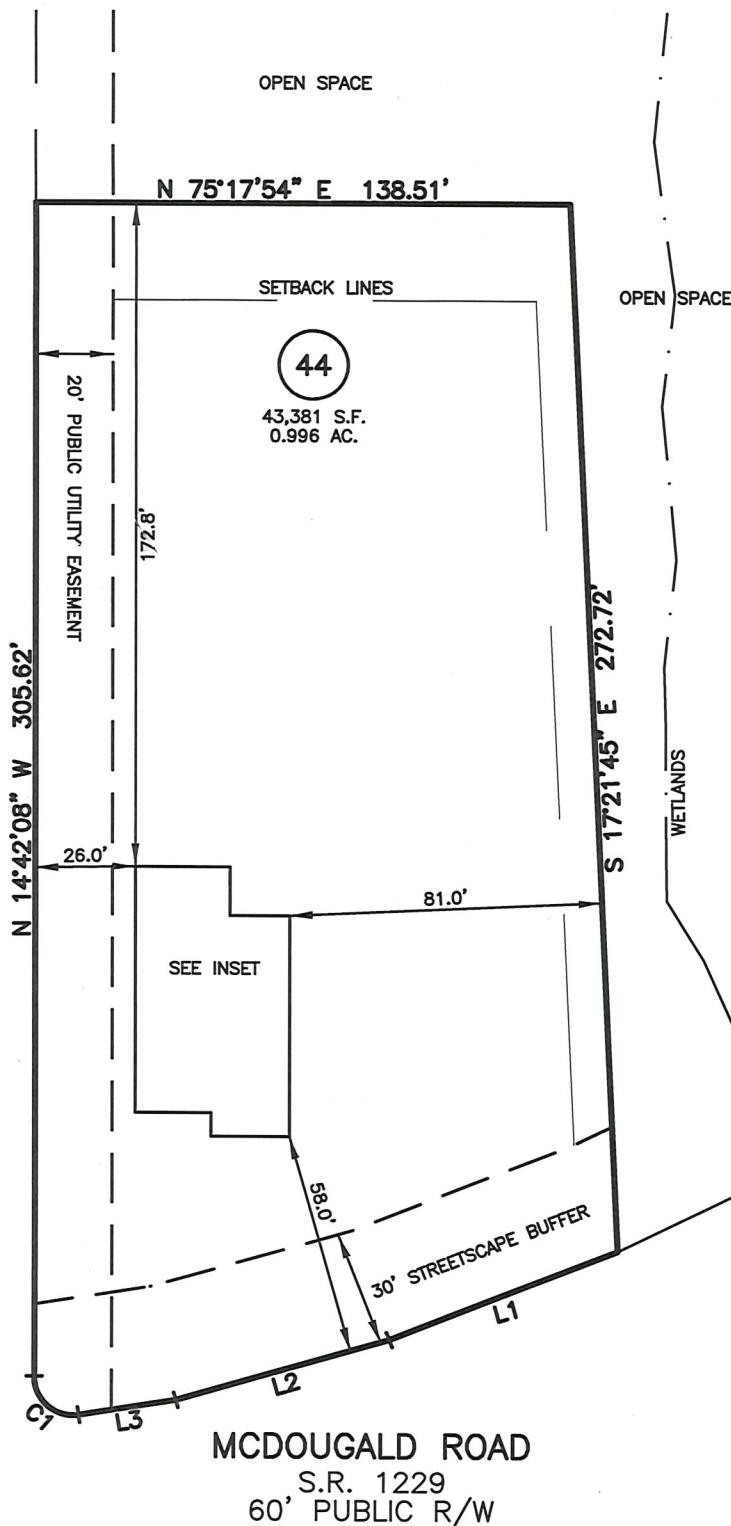 OPEN SPACE
N 75°17'54" E 138.51'
SETBACK LINES
OPEN SPACE
44
43,381 S.F.
0.996 AC.
20' PUBLIC UTILITY EASEMENT
172.8'
N 14°42'08" W 305.62'
S 17°21'45" E 272.72'
WETLANDS
26.0'
81.0'
SEE INSET
58.0'
30' STREETSCAPE BUFFER
L1
L2
L3
C1
MCDOUGALD ROAD
S.R. 1229
60' PUBLIC R/W